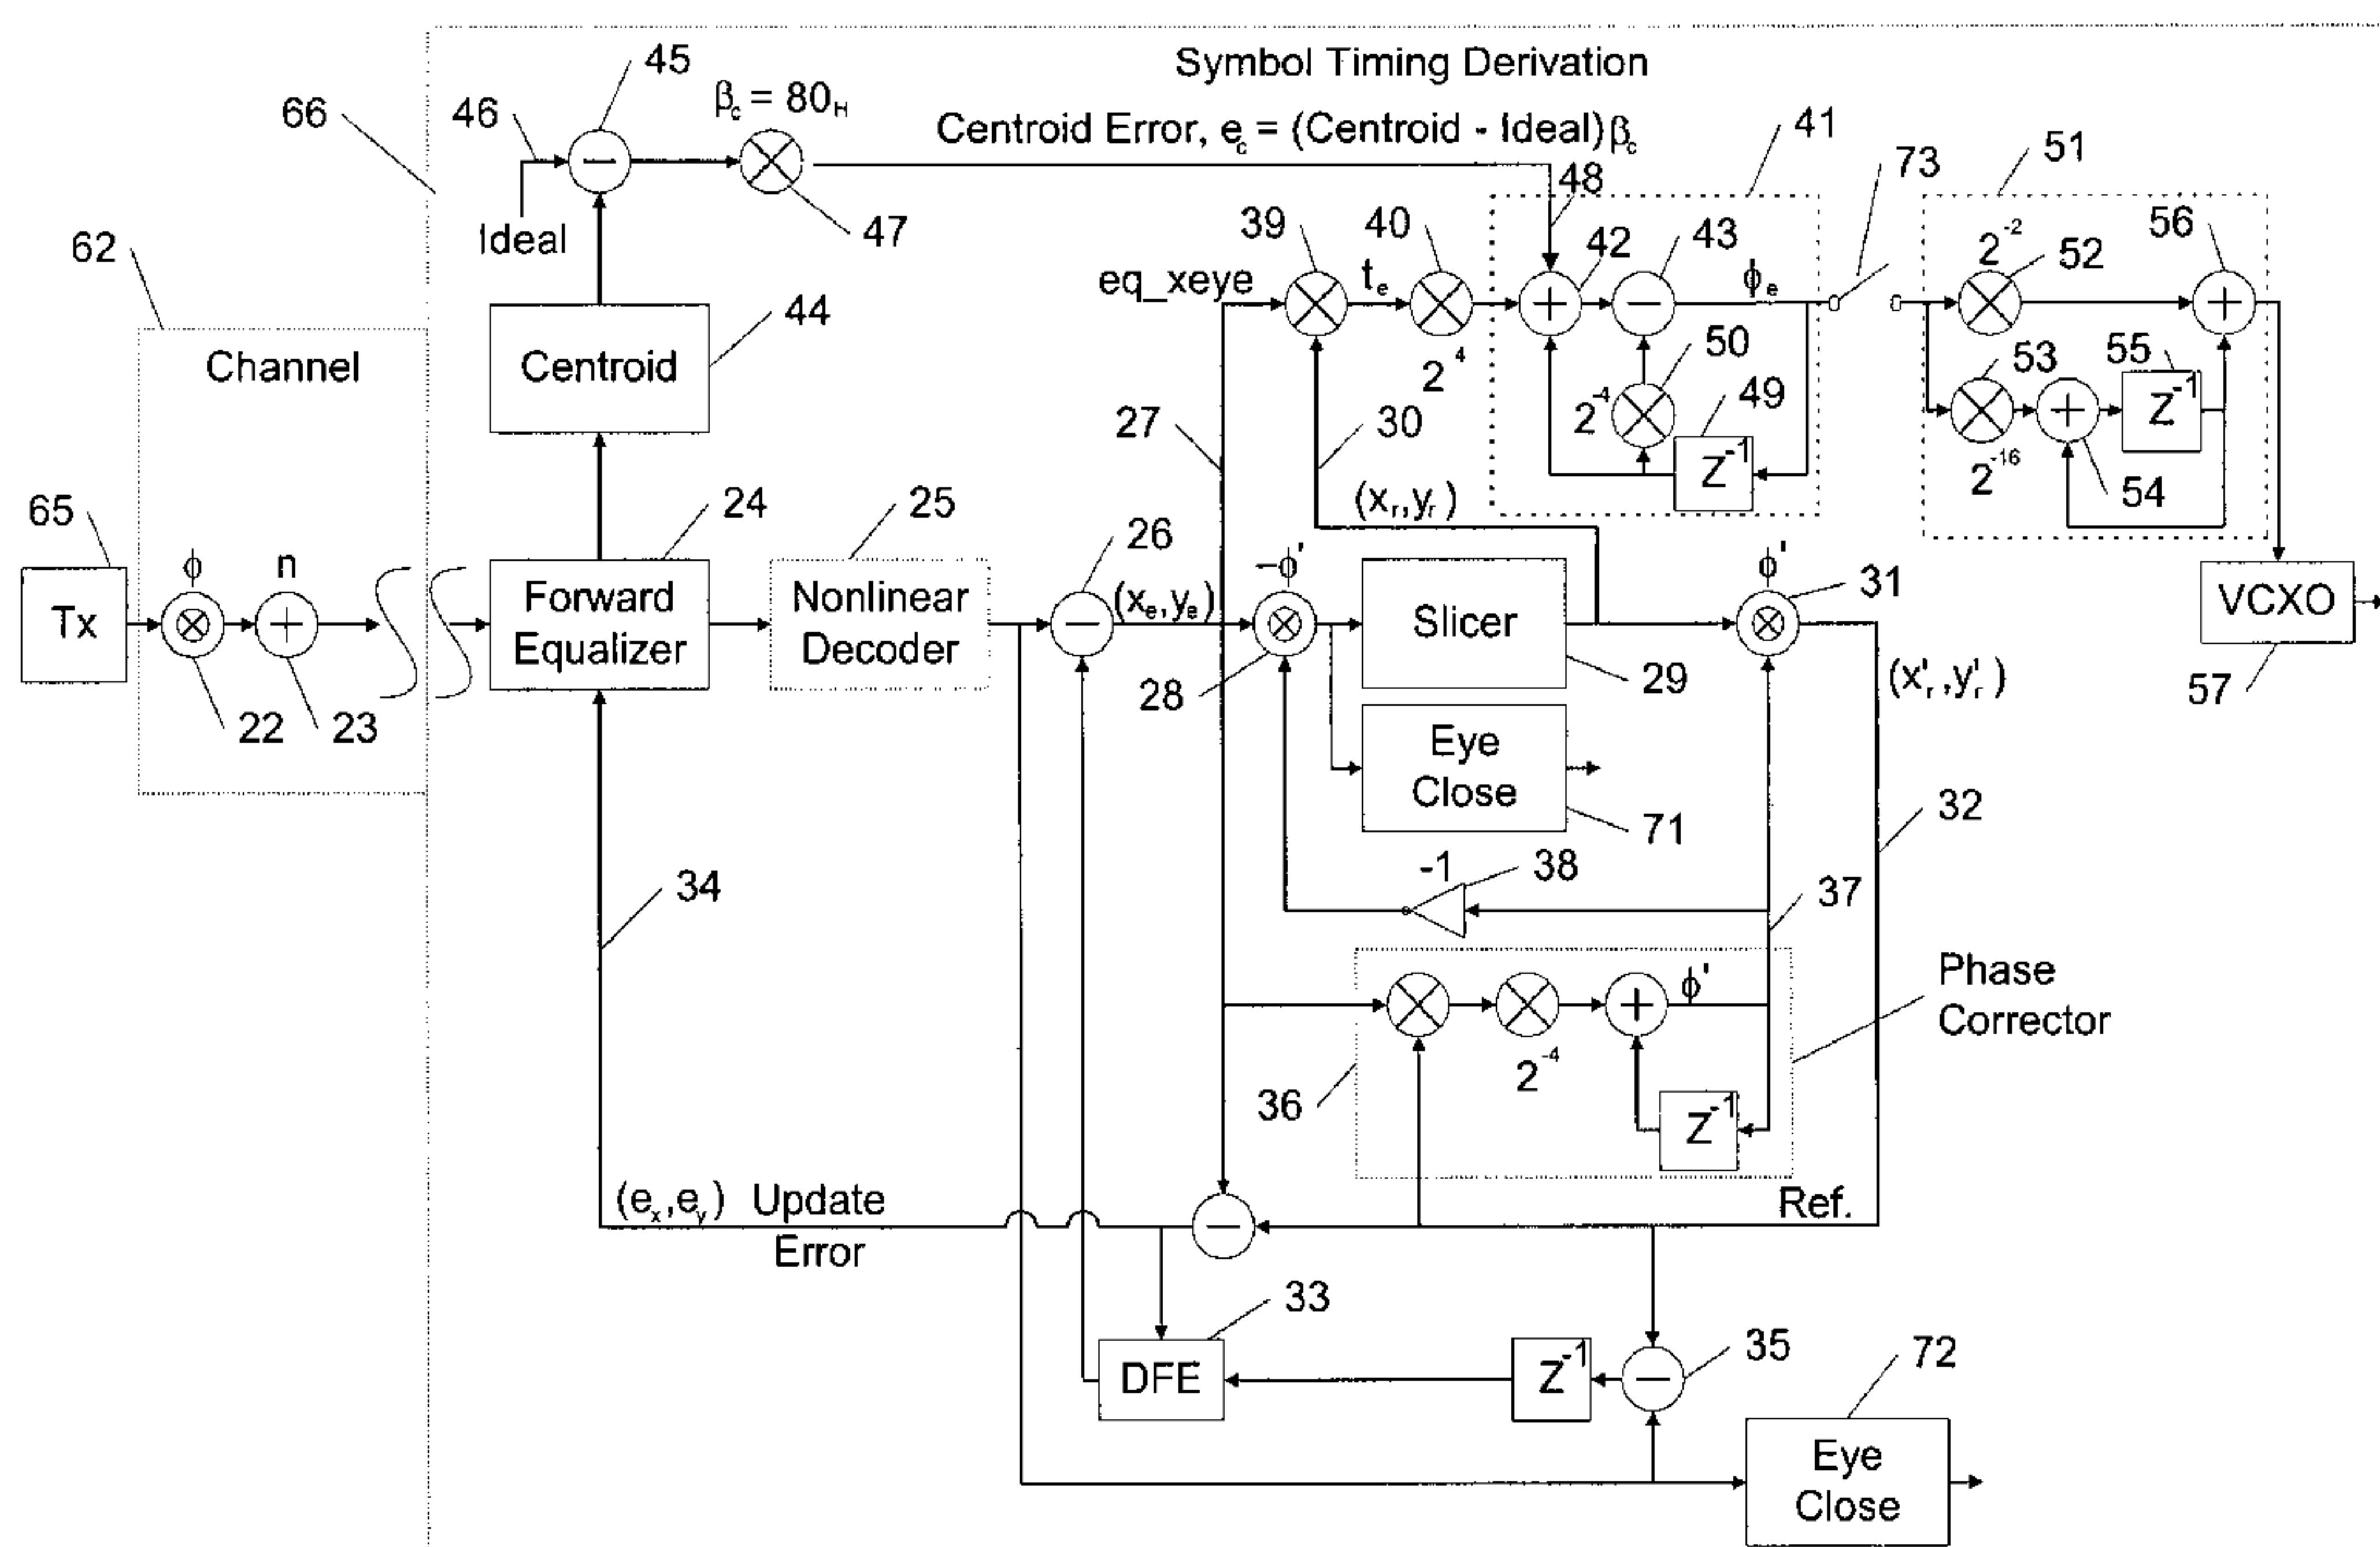 Symbol Timing Derivation
45
β_c = 80_H
66
46
Centroid Error, e_c = (Centroid - Ideal)β_c
41
73
51
48
Ideal
47
62
39
40
42
43
2^-2
52
56
eq_xeye
t_e
+
−
ϕ_e
+
Channel
Centroid
44
2^4
50
49
53
55
27
30
2^-4
Z^-1
+
Z^-1
2^-16
54
65
24
25
26
(x_r,y_r)
ϕ
n
−ϕ'
ϕ'
31
Tx
+
Forward
Equalizer
Nonlinear
Decoder
−
(x_e,y_e)
Slicer
VCXO
22
23
28
29
(x'_r,y'_r)
57
Eye
Close
71
32
-1
38
34
37
Phase
Corrector
+
ϕ'
2^-4
36
Z^-1
(e_x,e_y) Update
Error
−
Ref.
33
DFE
Z^-1
−
35
72
Eye
Close